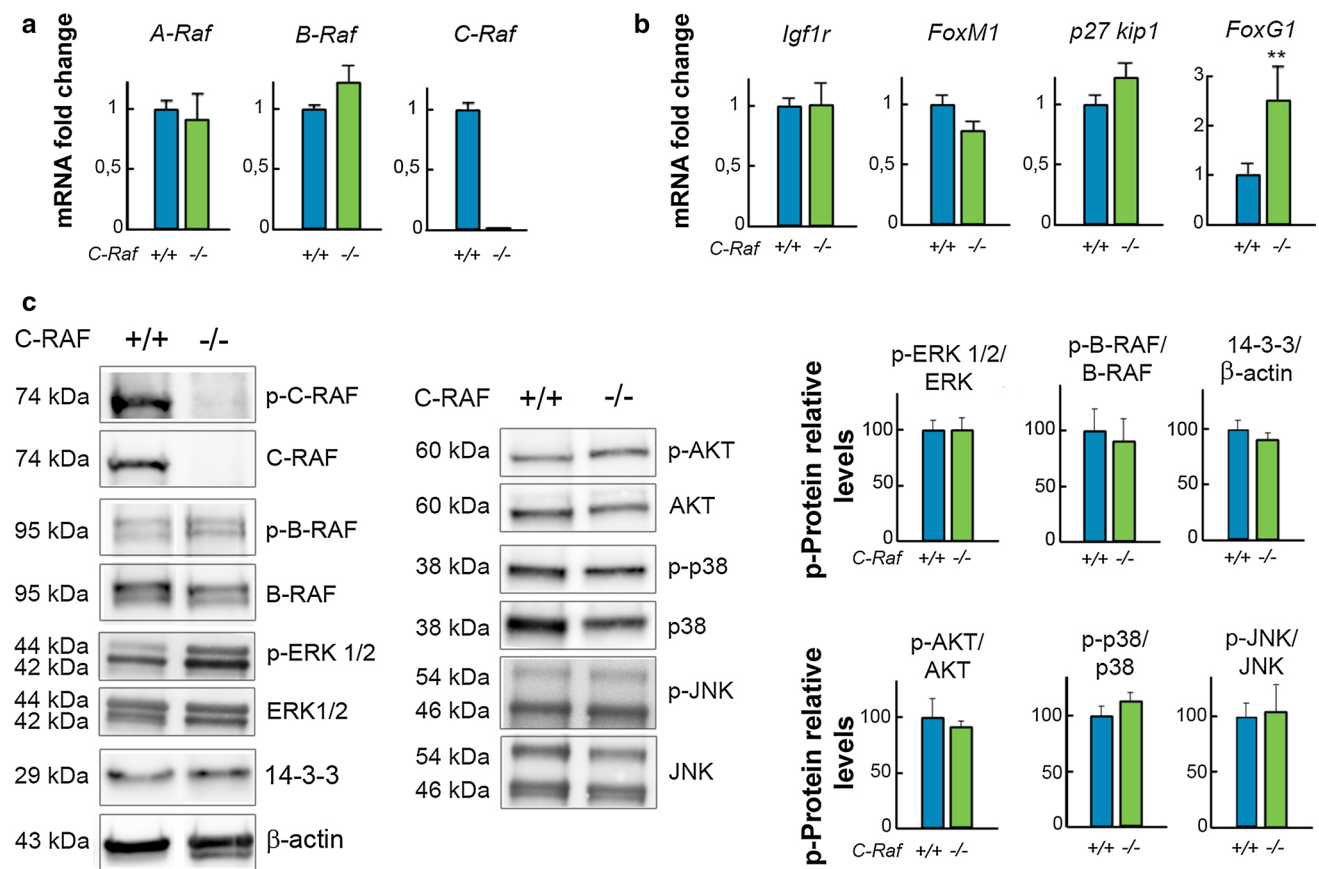 a
mRNA fold change
A-Raf B-Raf C-Raf
1 1 1
0,5 0,5 0,5
0 0 0
C-Raf +/+ -/- +/+ -/- +/+ -/-
b
mRNA fold change
Igf1r FoxM1 p27 kip1 FoxG1
**
1 1 1 3
0,5 0,5 0,5 2
1
0 0 0 0
C-Raf +/+ -/- +/+ -/- +/+ -/- +/+ -/-
c
C-RAF +/+ -/-
74 kDa p-C-RAF
74 kDa C-RAF
95 kDa p-B-RAF
95 kDa B-RAF
44 kDa
42 kDa p-ERK 1/2
44 kDa
42 kDa ERK1/2
29 kDa 14-3-3
43 kDa β-actin
C-RAF +/+ -/-
60 kDa p-AKT
60 kDa AKT
38 kDa p-p38
38 kDa p38
54 kDa
46 kDa p-JNK
54 kDa
46 kDa JNK
p-Protein relative
levels
p-ERK 1/2/
ERK
p-B-RAF/
B-RAF
14-3-3/
β-actin
100 100 100
50 50 50
0 0 0
C-Raf +/+ -/- +/+ -/- +/+ -/-
p-Protein relative
levels
p-AKT/
AKT
p-p38/
p38
p-JNK/
JNK
100 100 100
50 50 50
0 0 0
C-Raf +/+ -/- +/+ -/- +/+ -/-